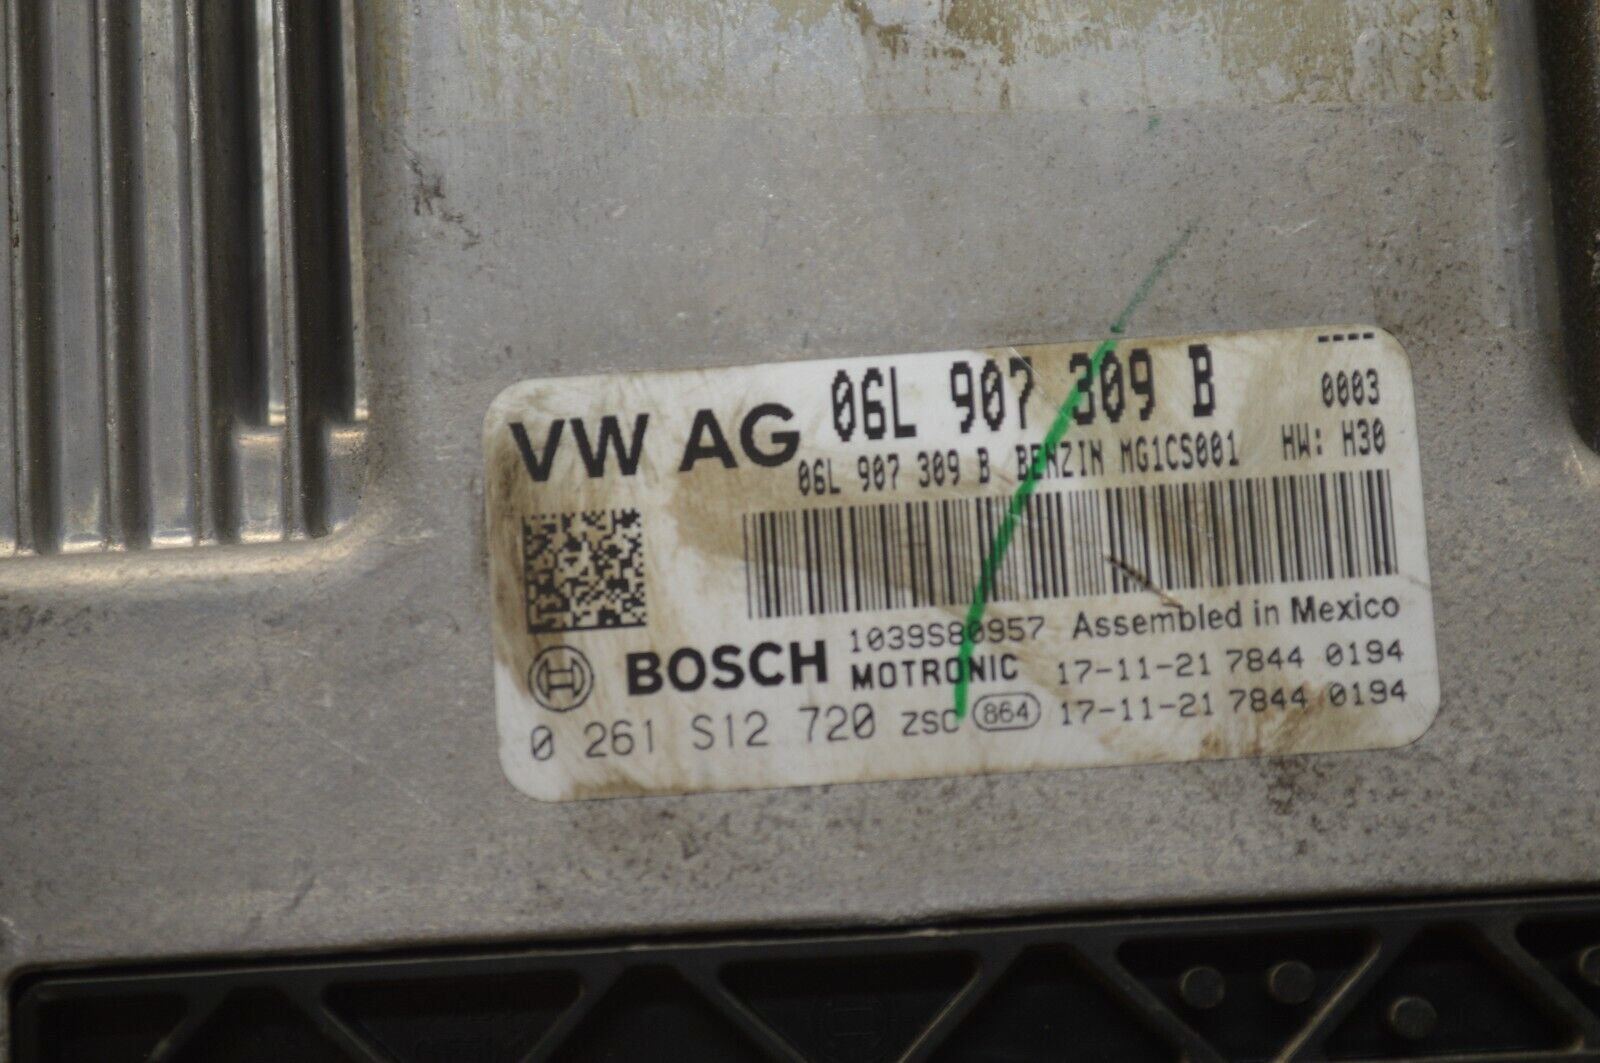 ----
VW AG 06L 907 309 B 0003
06L 907 309 B BENZIN MG1CS001 HW: H30
1039S80957 Assembled in Mexico
BOSCH MOTRONIC 17-11-21 7844 0194
0 261 S12 720 ZSC 864 17-11-21 7844 0194